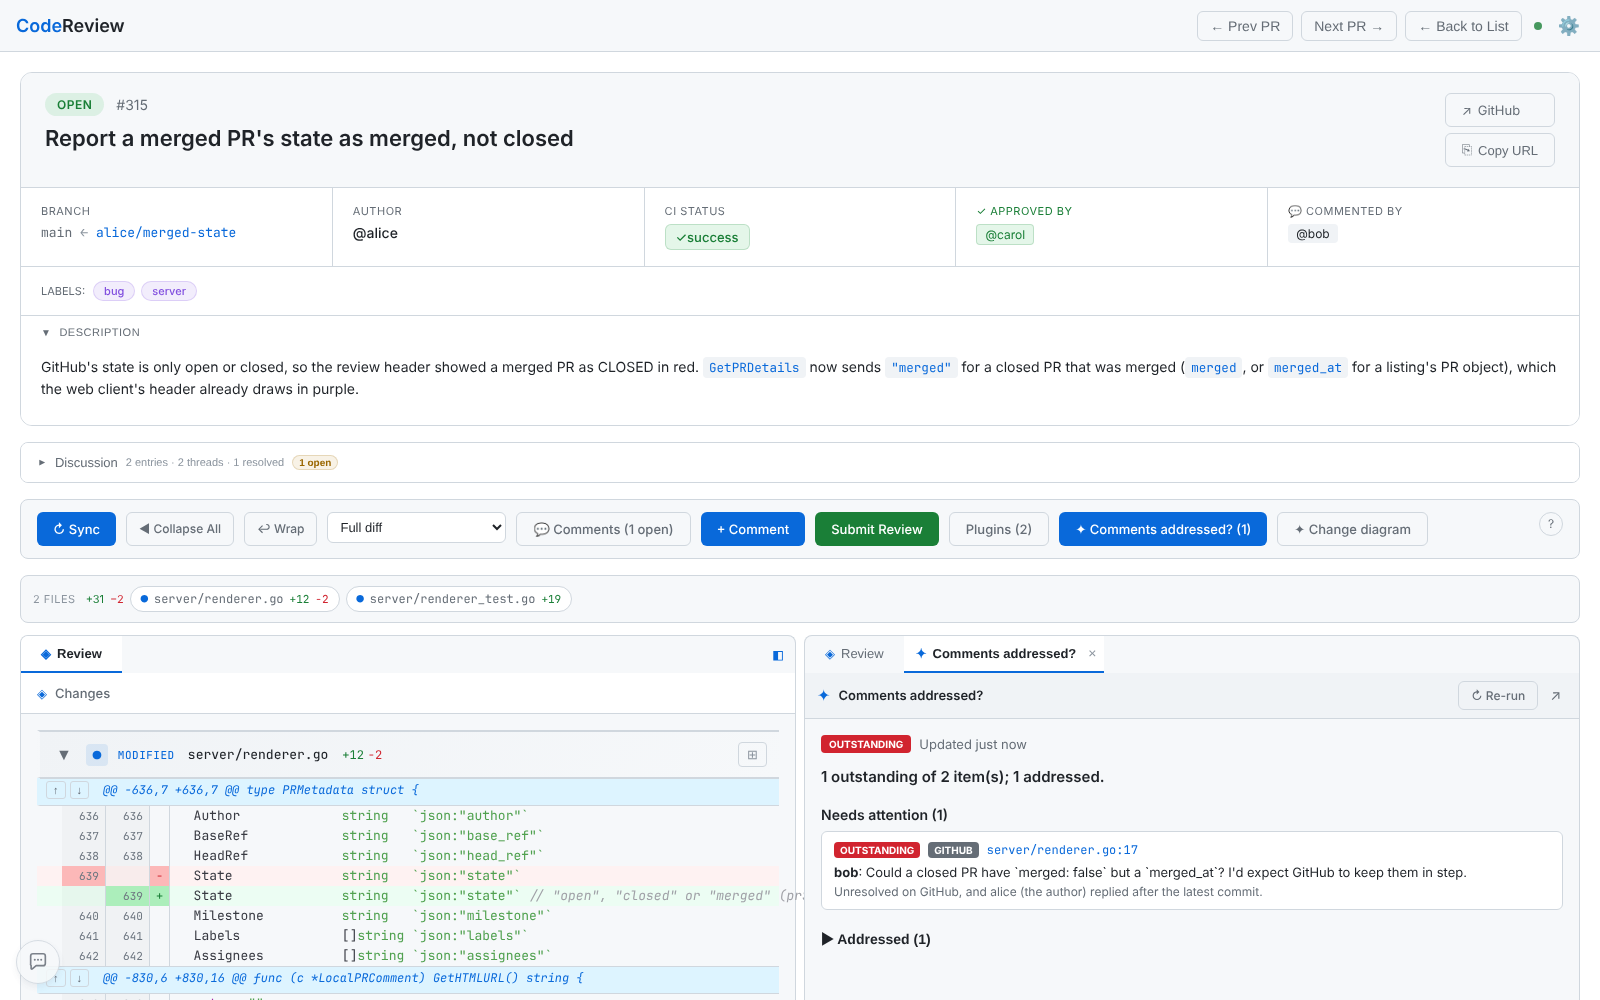 CodeReview
← Prev PR
Next PR →
← Back to List
OPEN #315
Report a merged PR's state as merged, not closed
↗ GitHub
⎘ Copy URL
BRANCH
main ← alice/merged-state
AUTHOR
@alice
CI STATUS
✓success
✓ APPROVED BY
@carol
💬 COMMENTED BY
@bob
LABELS: bug server
▼ DESCRIPTION
GitHub's state is only open or closed, so the review header showed a merged PR as CLOSED in red. GetPRDetails now sends "merged" for a closed PR that was merged ( merged , or merged_at for a listing's PR object), which
the web client's header already draws in purple.
▸ Discussion 2 entries · 2 threads · 1 resolved 1 open
↻ Sync
◀ Collapse All
↩ Wrap
Full diff
💬 Comments (1 open)
+ Comment
Submit Review
Plugins (2)
✦ Comments addressed? (1)
✦ Change diagram
?
2 FILES +31 −2 server/renderer.go +12 -2 server/renderer_test.go +19
◈ Review
◈ Changes
▼ MODIFIED server/renderer.go +12 -2
↑ ↓ @@ -636,7 +636,7 @@ type PRMetadata struct {
636 636 Author string `json:"author"`
637 637 BaseRef string `json:"base_ref"`
638 638 HeadRef string `json:"head_ref"`
639 - State string `json:"state"`
639 + State string `json:"state"` // "open", "closed" or "merged" (pr
640 640 Milestone string `json:"milestone"`
641 641 Labels []string `json:"labels"`
642 642 Assignees []string `json:"assignees"`
↑ ↓ @@ -830,6 +830,16 @@ func (c *LocalPRComment) GetHTMLURL() string {
◈ Review
✦ Comments addressed? ×
✦ Comments addressed?
↻ Re-run
↗
OUTSTANDING Updated just now
1 outstanding of 2 item(s); 1 addressed.
Needs attention (1)
OUTSTANDING GITHUB server/renderer.go:17
bob: Could a closed PR have `merged: false` but a `merged_at`? I'd expect GitHub to keep them in step.
Unresolved on GitHub, and alice (the author) replied after the latest commit.
▶ Addressed (1)